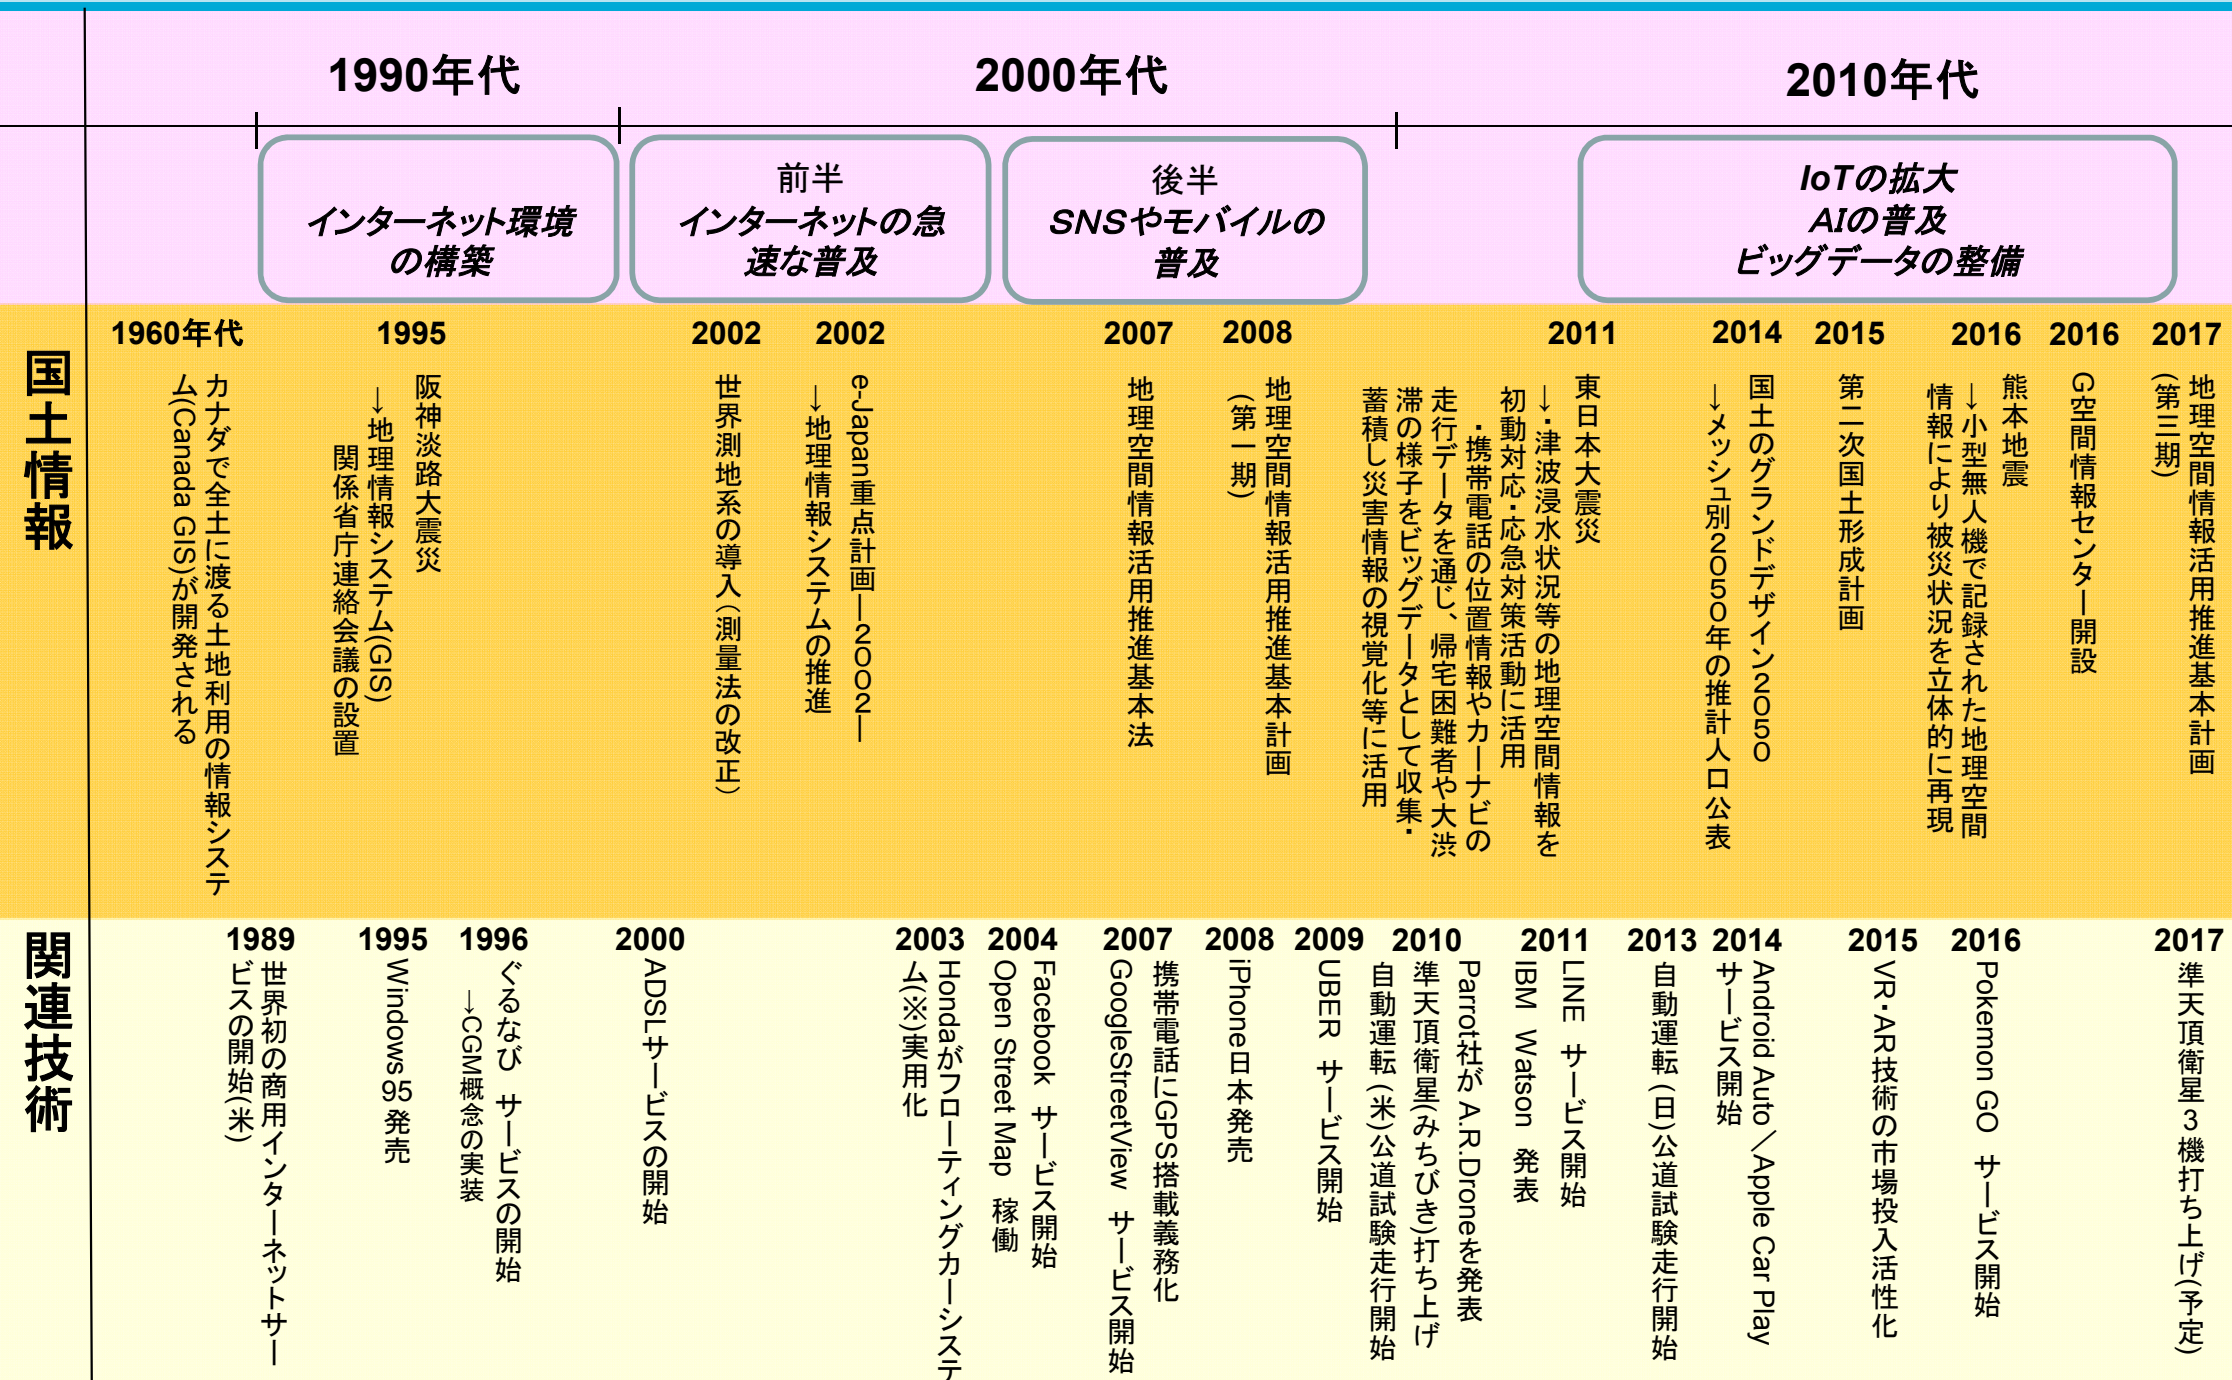 1990年代
2000年代
2010年代
インターネット環境
の構築
前半
インターネットの急
速な普及
後半
SNSやモバイルの
普及
IoTの拡大
AIの普及
ビッグデータの整備
国土情報
1960年代
カナダで全土に渡る土地利用の情報システ
ム(Canada GIS)が開発される
1995
阪神淡路大震災
→地理情報システム(GIS)
関係省庁連絡会議の設置
2002
世界測地系の導入(測量法の改正)
2002
e-Japan重点計画―2002―
→地理情報システムの推進
2007
地理空間情報活用推進基本法
2008
地理空間情報活用推進基本計画
(第一期)
2011
東日本大震災
→・津波浸水状況等の地理空間情報を
初動対応・応急対策活動に活用
・携帯電話の位置情報やカーナビの
走行データを通じ、帰宅困難者や大渋
滞の様子をビッグデータとして収集・
蓄積し災害情報の視覚化等に活用
2014
国土のグランドデザイン2050
→メッシュ別2050年の推計人口公表
2015
第二次国土形成計画
2016
熊本地震
→小型無人機で記録された地理空間
情報により被災状況を立体的に再現
2016
G空間情報センター開設
2017
地理空間情報活用推進基本計画
(第三期)
関連技術
1989
世界初の商用インターネットサー
ビスの開始(米)
1995
Windows95発売
1996
ぐるなび サービスの開始
→CGM概念の実装
2000
ADSLサービスの開始
2003
Hondaがフローティングカーシステ
ム(※)実用化
2004
Facebook サービス開始
Open Street Map 稼働
2007
携帯電話にGPS搭載義務化
GoogleStreetView サービス開始
2008
iPhone日本発売
2009
UBER サービス開始
2010
Parrot社が A.R.Droneを発表
準天頂衛星(みちびき)打ち上げ
自動運転(米)公道試験走行開始
2011
LINE サービス開始
IBM Watson 発表
2013
自動運転(日)公道試験走行開始
2014
Android Auto／Apple Car Play
サービス開始
2015
VR・AR技術の市場投入活性化
2016
Pokemon GO サービス開始
2017
準天頂衛星3機打ち上げ(予定)